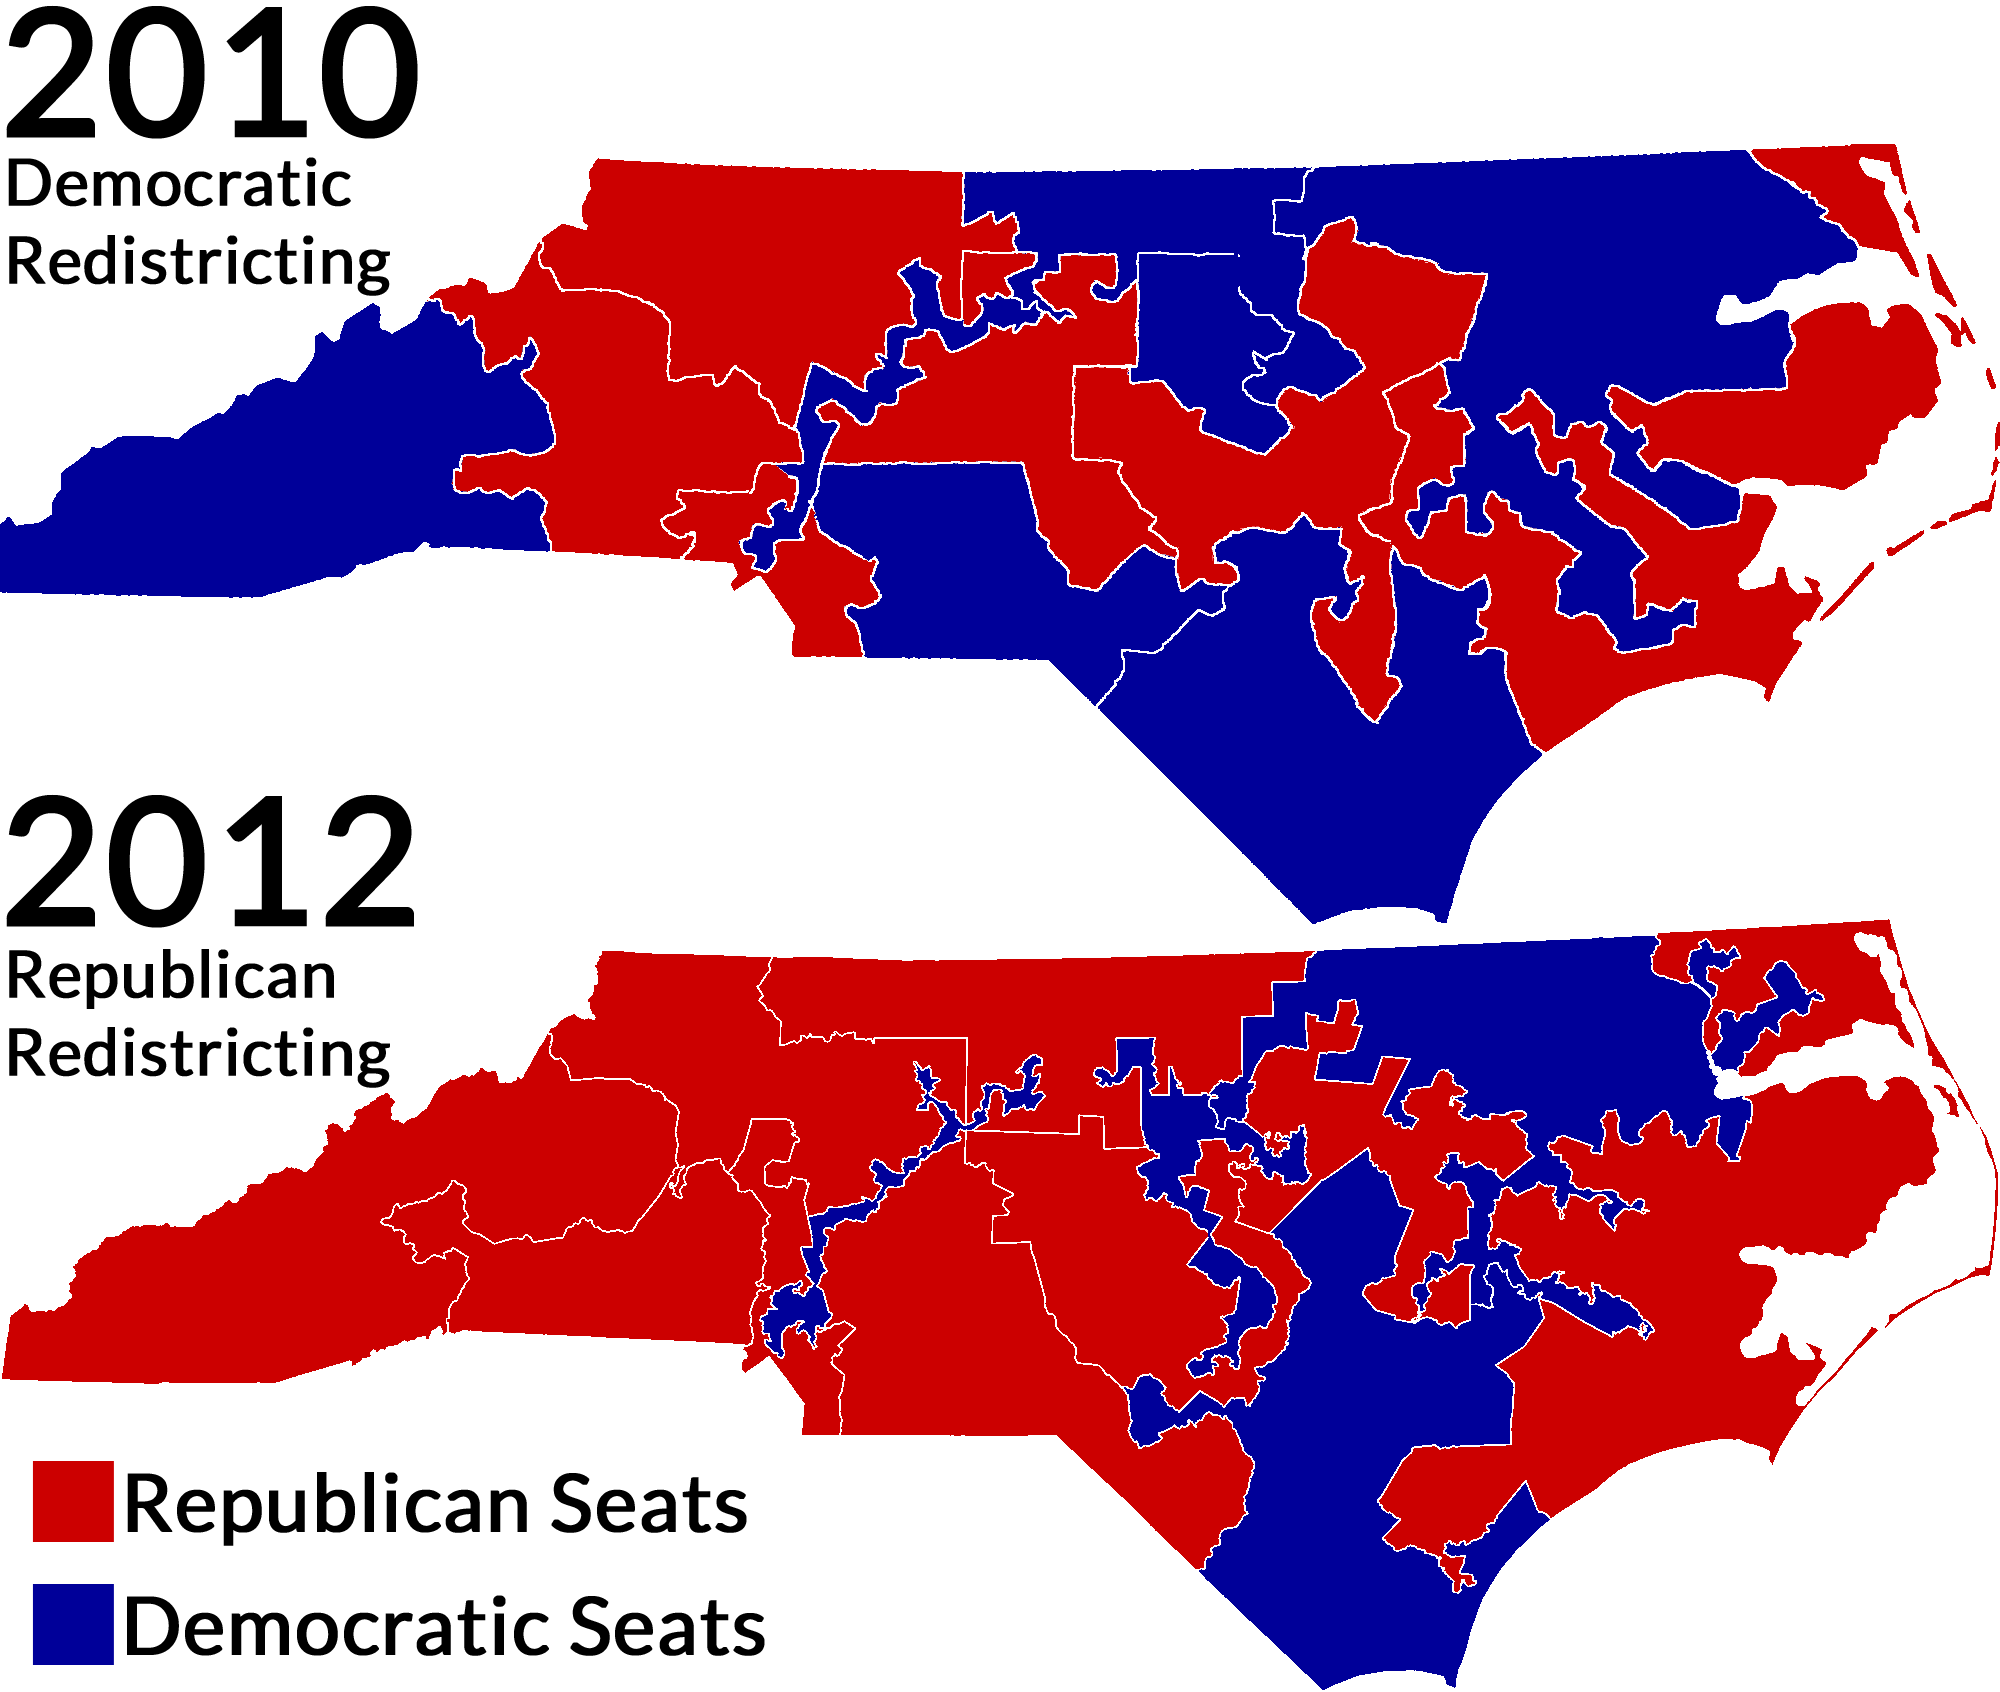 2010
Democratic
Redistricting
2012
Republican
Redistricting
Republican Seats
Democratic Seats